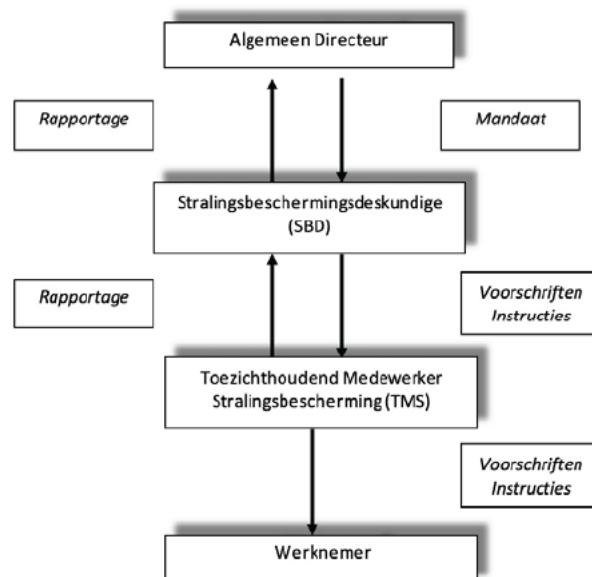 Algemeen Directeur
Rapportage
Mandaat
Stralingsbeschermingsdeskundige
(SBD)
Rapportage
Voorschriften
Instructies
Toezichthoudend Medewerker
Stralingsbescherming (TMS)
Voorschriften
Instructies
Werknemer